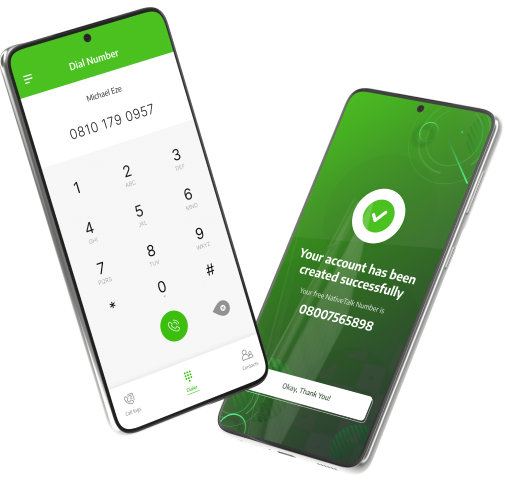 Dial Number
Michael Eze
0810 179 0957
1
2
ABC
3
DEF
4
GHI
5
JKL
6
MNO
7
PQRS
8
TUV
9
WXYZ
*
0
+
#
Call logs
Dialer
Contacts
Your account has been
created successfully
Your free NativeTalk Number is
08007565898
Okay, Thank You!